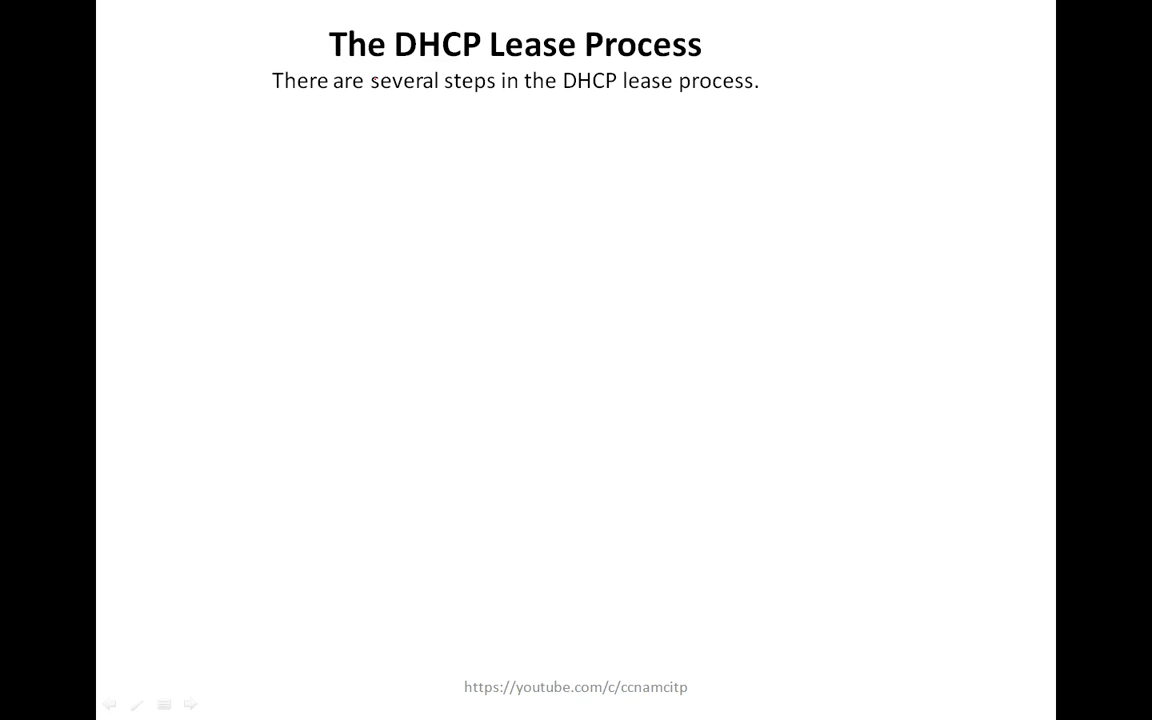 The DHCP Lease Process
There are several steps in the DHCP lease process.
https://youtube.com/c/ccnamcitp